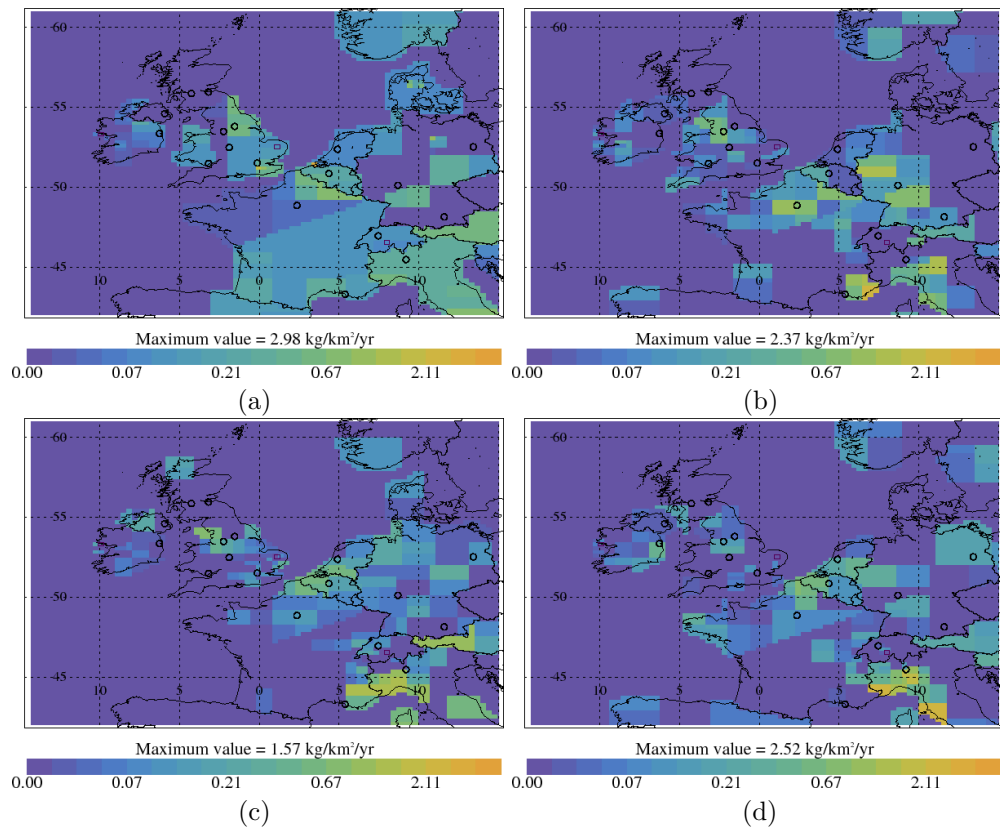 60 60
55 55
50 50
45 45
10 5 0 5 10 10 5 0 5 10
Maximum value = 2.98 kg/km²/yr Maximum value = 2.37 kg/km²/yr
0.00 0.07 0.21 0.67 2.11 0.00 0.07 0.21 0.67 2.11
(a) (b)
60 60
55 55
50 50
45 45
10 5 0 5 10 10 5 0 5 10
Maximum value = 1.57 kg/km²/yr Maximum value = 2.52 kg/km²/yr
0.00 0.07 0.21 0.67 2.11 0.00 0.07 0.21 0.67 2.11
(c) (d)